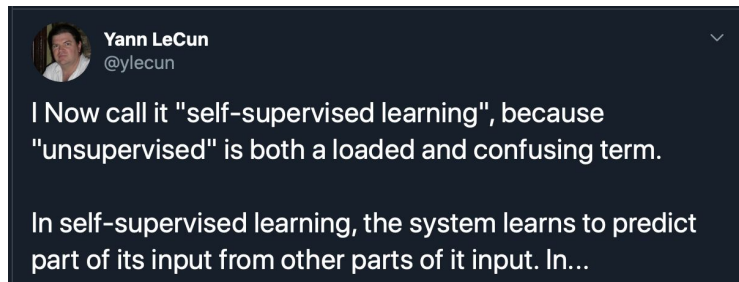 Yann LeCun
@ylecun
I Now call it "self-supervised learning", because
"unsupervised" is both a loaded and confusing term.
In self-supervised learning, the system learns to predict
part of its input from other parts of it input. In...